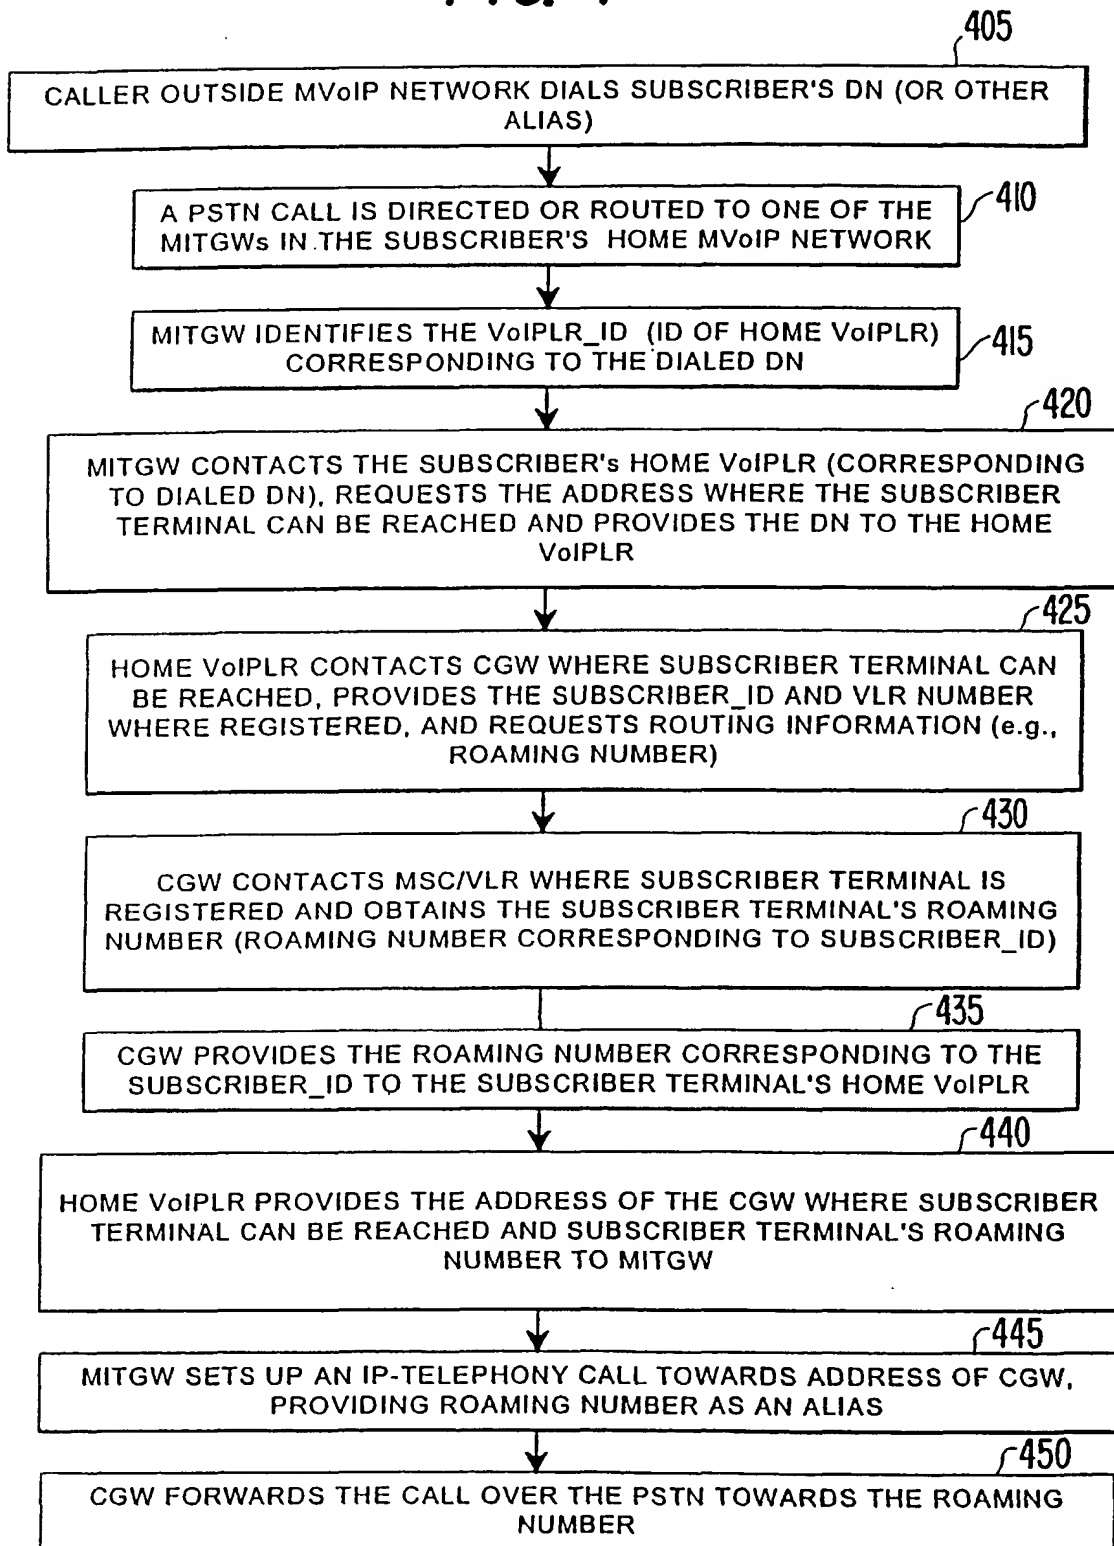 405
CALLER OUTSIDE MVoIP NETWORK DIALS SUBSCRIBER'S DN (OR OTHER
ALIAS)
410
A PSTN CALL IS DIRECTED OR ROUTED TO ONE OF THE
MITGWs IN THE SUBSCRIBER'S HOME MVoIP NETWORK
415
MITGW IDENTIFIES THE VoIPLR_ID (ID OF HOME VoIPLR)
CORRESPONDING TO THE DIALED DN
420
MITGW CONTACTS THE SUBSCRIBER's HOME VoIPLR (CORRESPONDING
TO DIALED DN), REQUESTS THE ADDRESS WHERE THE SUBSCRIBER
TERMINAL CAN BE REACHED AND PROVIDES THE DN TO THE HOME
VoIPLR
425
HOME VoIPLR CONTACTS CGW WHERE SUBSCRIBER TERMINAL CAN
BE REACHED, PROVIDES THE SUBSCRIBER_ID AND VLR NUMBER
WHERE REGISTERED, AND REQUESTS ROUTING INFORMATION (e.g.,
ROAMING NUMBER)
430
CGW CONTACTS MSC/VLR WHERE SUBSCRIBER TERMINAL IS
REGISTERED AND OBTAINS THE SUBSCRIBER TERMINAL'S ROAMING
NUMBER (ROAMING NUMBER CORRESPONDING TO SUBSCRIBER_ID)
435
CGW PROVIDES THE ROAMING NUMBER CORRESPONDING TO THE
SUBSCRIBER_ID TO THE SUBSCRIBER TERMINAL'S HOME VoIPLR
440
HOME VoIPLR PROVIDES THE ADDRESS OF THE CGW WHERE SUBSCRIBER
TERMINAL CAN BE REACHED AND SUBSCRIBER TERMINAL'S ROAMING
NUMBER TO MITGW
445
MITGW SETS UP AN IP-TELEPHONY CALL TOWARDS ADDRESS OF CGW,
PROVIDING ROAMING NUMBER AS AN ALIAS
450
CGW FORWARDS THE CALL OVER THE PSTN TOWARDS THE ROAMING
NUMBER